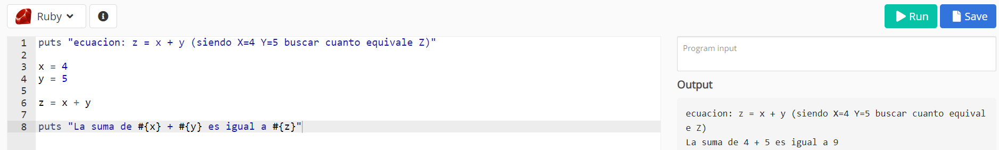 Ruby
Run
Save
1 puts "ecuacion: z = x + y (siendo X=4 Y=5 buscar cuanto equivale Z)"
2
3 x = 4
4 y = 5
5
6 z = x + y
7
8 puts "La suma de #{x} + #{y} es igual a #{z}"
Program input
Output
ecuacion: z = x + y (siendo X=4 Y=5 buscar cuanto equival
e Z)
La suma de 4 + 5 es igual a 9